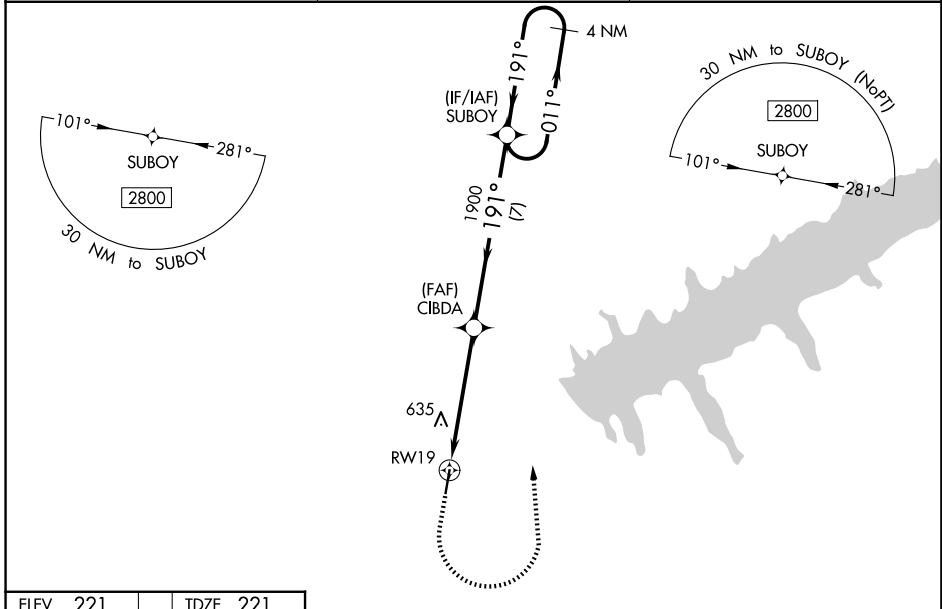 4 NM
191°
011°
(IF/IAF)
SUBOY
30 NM to SUBOY (NoPT)
2800
101°
SUBOY
281°
101°
281°
SUBOY
2800
30 NM to SUBOY
1900
191°
(7)
(FAF)
CIBDA
635
RW19
ELEV 221
TDZE 221